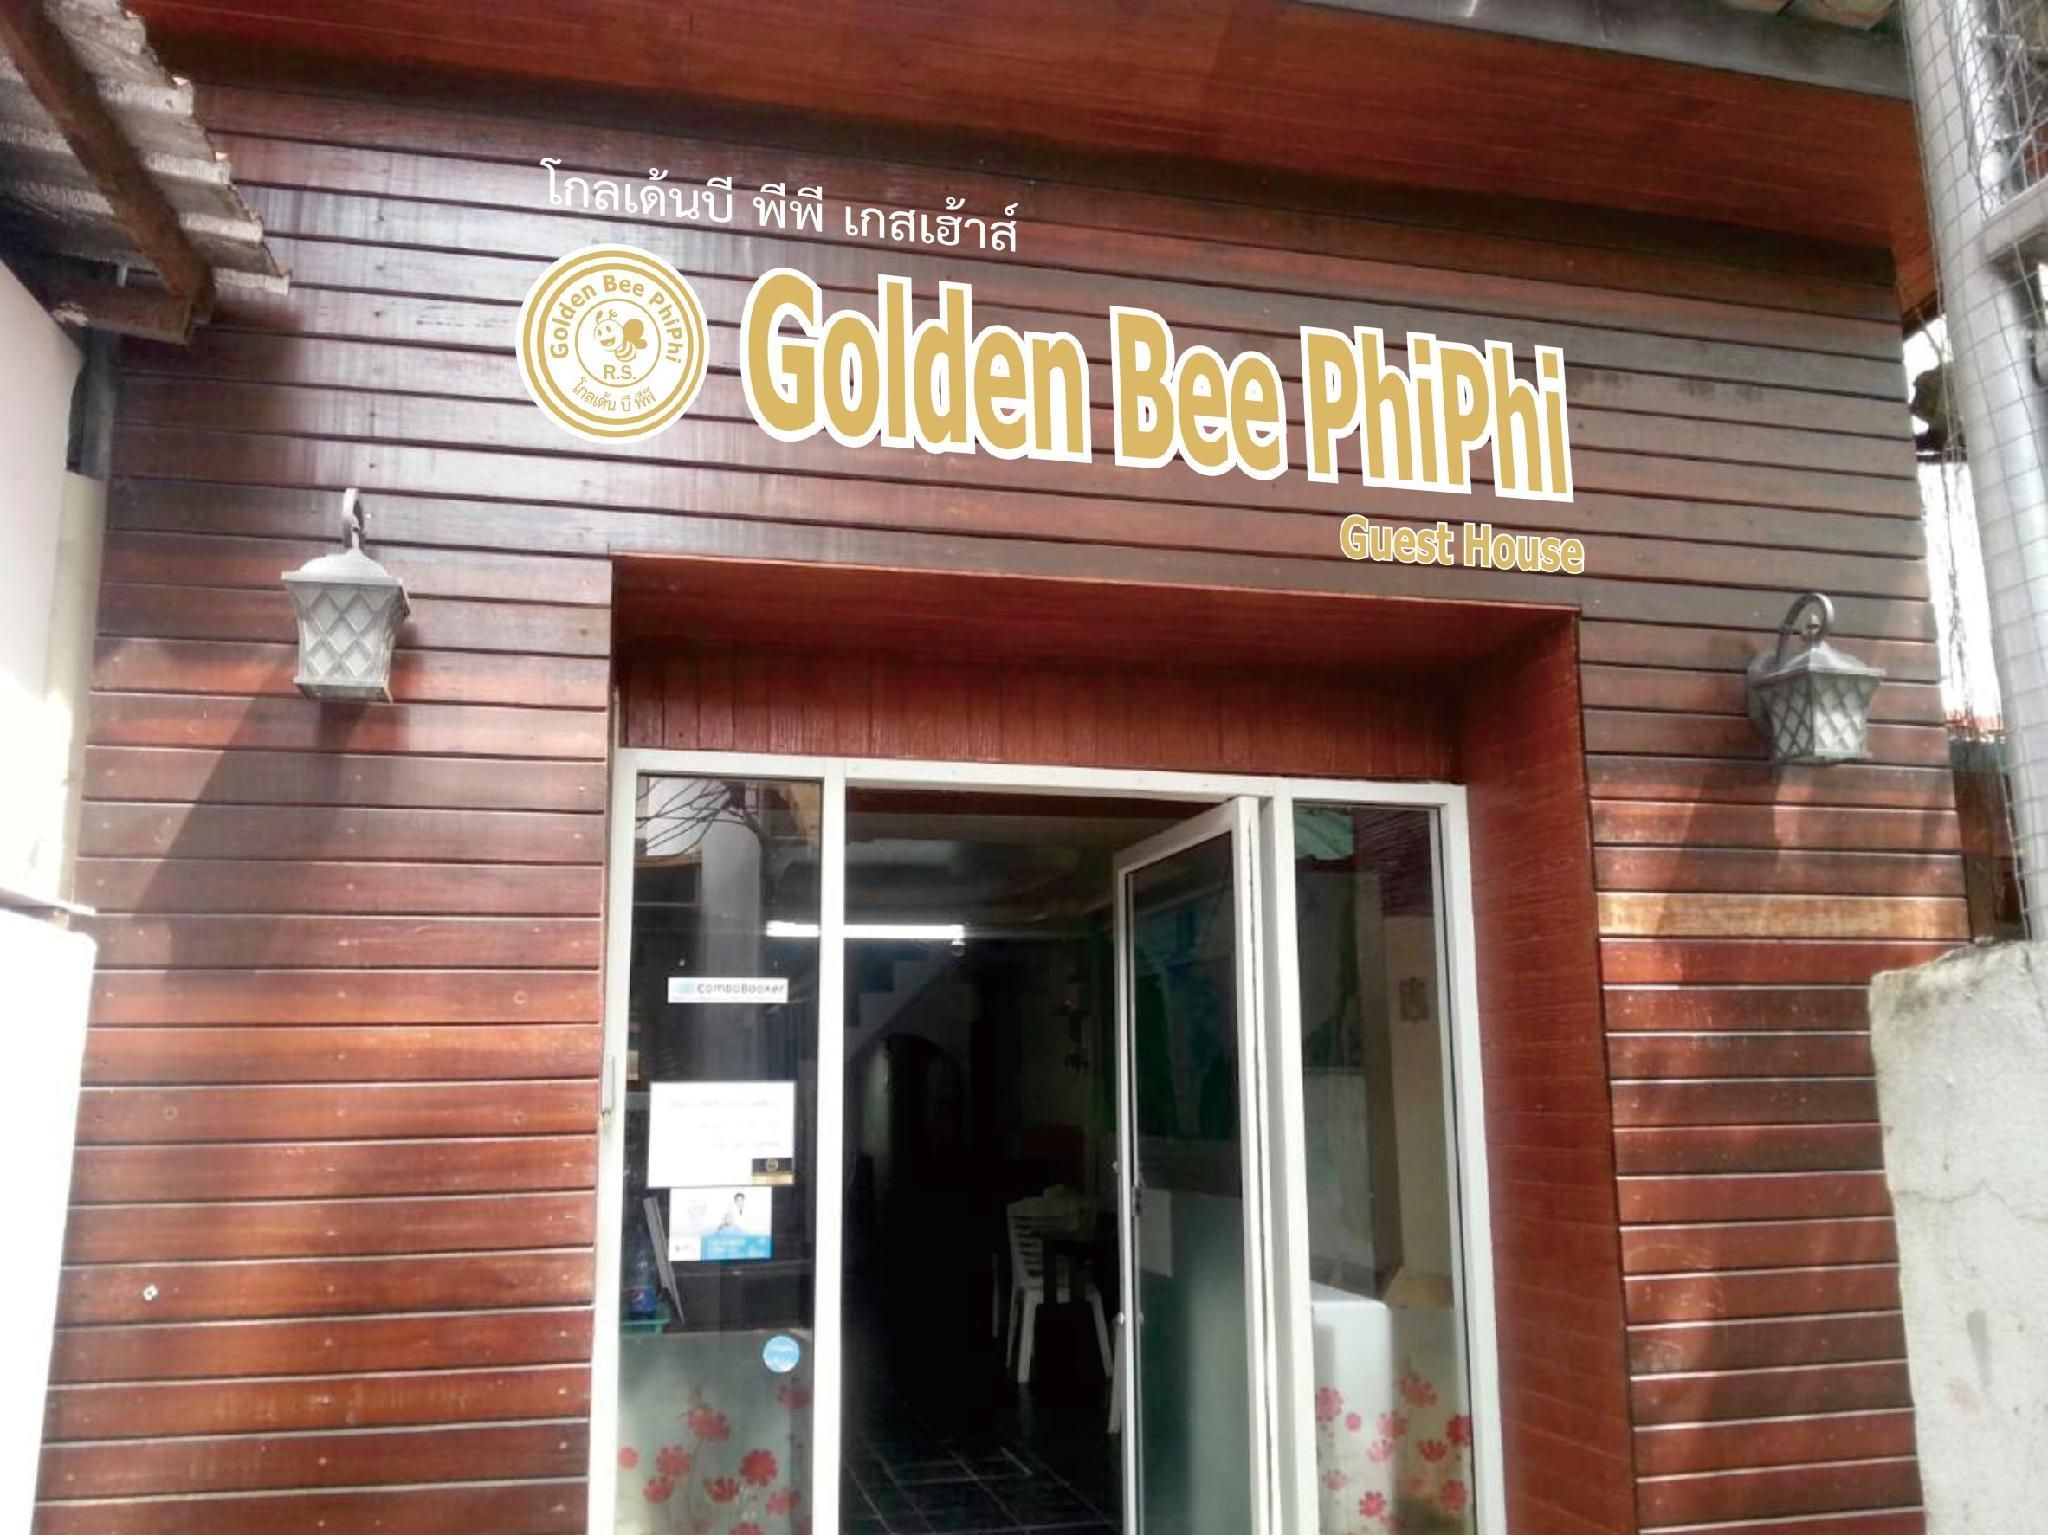 โกลเด้นบี พีพี เกสเฮ้าส์
Golden Bee PhiPhi
R.S.
โกลเด้น บี พีพี
Golden Bee PhiPhi
Guest House
ComboBooker